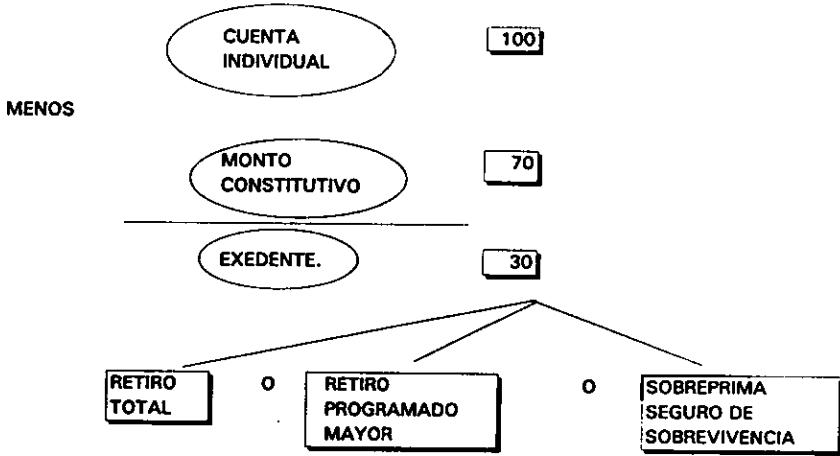 CUENTA
INDIVIDUAL
100
MENOS
MONTO
CONSTITUTIVO
70
EXEDENTE.
30
RETIRO
TOTAL
O
RETIRO
PROGRAMADO
MAYOR
O
SOBREPRIMA
SEGURO DE
SOBREVIVENCIA